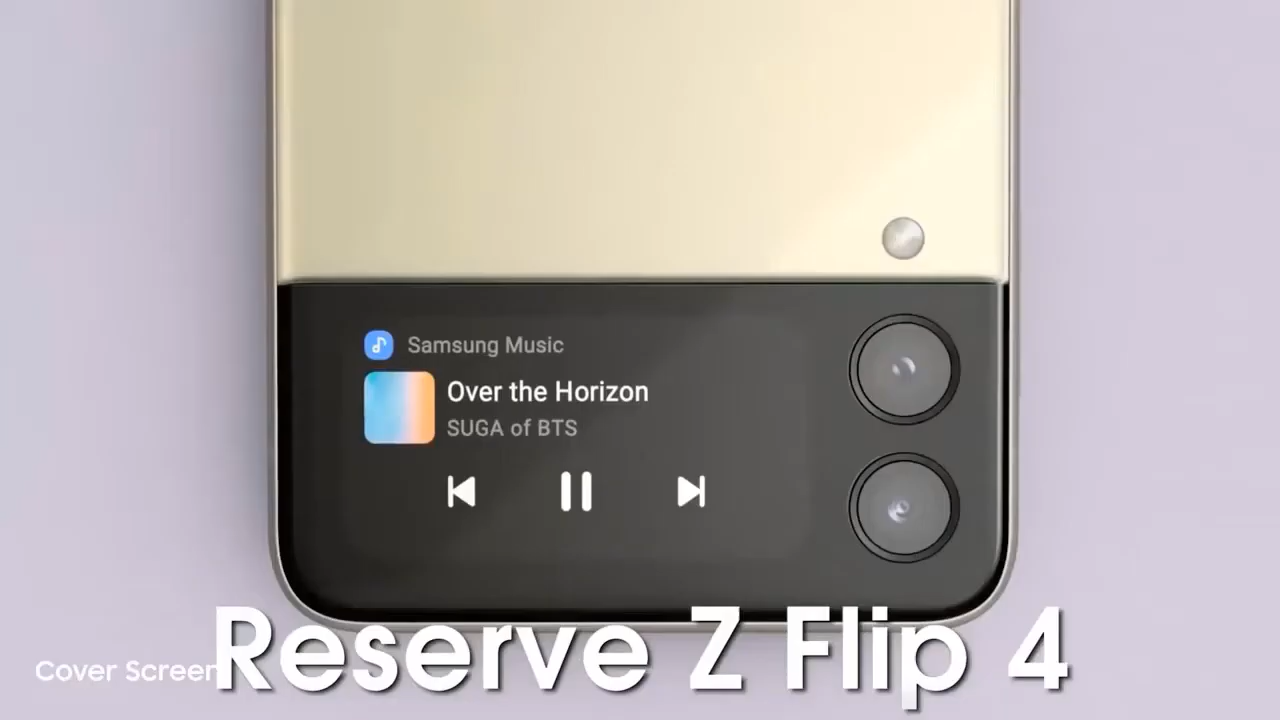 Samsung Music
Over the Horizon
SUGA of BTS
Cover Screen
Reserve Z Flip 4